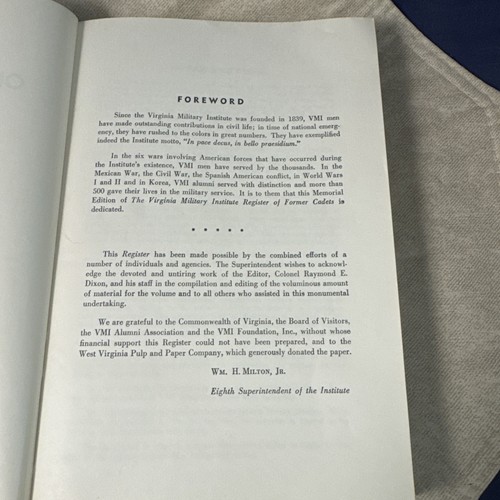 FOREWORD
Since the Virginia Military Institute was founded in 1839, VMI men
have made outstanding contributions in civil life; in time of national emerg-
ency, they have rushed to the colors in great numbers. They have exemplified
indeed the Institute motto, "In pace decus, in bello praesidium."
In the six wars involving American forces that have occurred during
the Institute's existence, VMI men have served by the thousands. In the
Mexican War, the Civil War, the Spanish American conflict, in World Wars
I and II and in Korea, VMI alumni served with distinction and more than
500 gave their lives in the military service. It is to them that this Memorial
Edition of The Virginia Military Institute Register of Former Cadets is
dedicated.
* * * * *
This Register has been made possible by the combined efforts of a
number of individuals and agencies. The Superintendent wishes to acknowl-
edge the devoted and untiring work of the Editor, Colonel Raymond E.
Dixon, and his staff in the compilation and editing of the voluminous amount
of material for the volume and to all others who assisted in this monumental
undertaking.
We are grateful to the Commonwealth of Virginia, the Board of Visitors,
the VMI Alumni Association and the VMI Foundation, Inc., without whose
financial support this Register could not have been prepared, and to the
West Virginia Pulp and Paper Company, which generously donated the paper.
Wm. H. Milton, Jr.
Eighth Superintendent of the Institute